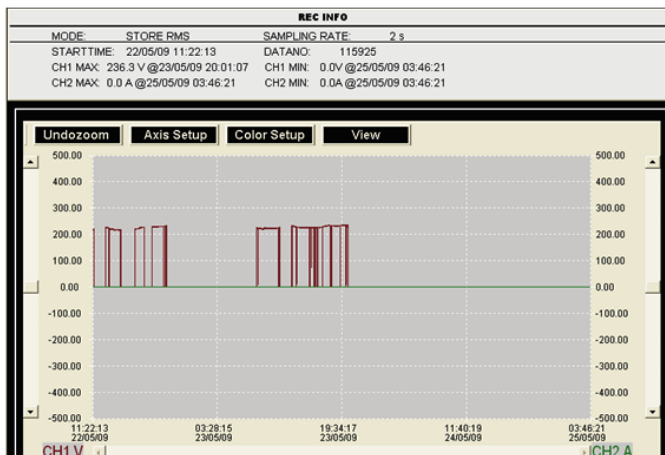 REC INFO
MODE: STORE RMS SAMPLING RATE: 2 s
STARTTIME: 22/05/09 11:22:13 DATANO: 115925
CH1 MAX: 236.3 V @23/05/09 20:01:07 CH1 MIN: 0.0V @25/05/09 03:46:21
CH2 MAX: 0.0 A @25/05/09 03:46:21 CH2 MIN: 0.0A @25/05/09 03:46:21
Undozoom Axis Setup Color Setup View
500.00 500.00
400.00 400.00
300.00 300.00
200.00 200.00
100.00 100.00
0.00 0.00
-100.00 -100.00
-200.00 -200.00
-300.00 -300.00
-400.00 -400.00
-500.00 -500.00
11:22:13 03:28:15 19:34:17 11:40:19 03:46:21
22/05/09 23/05/09 23/05/09 24/05/09 25/05/09
CH1 V CH2 A